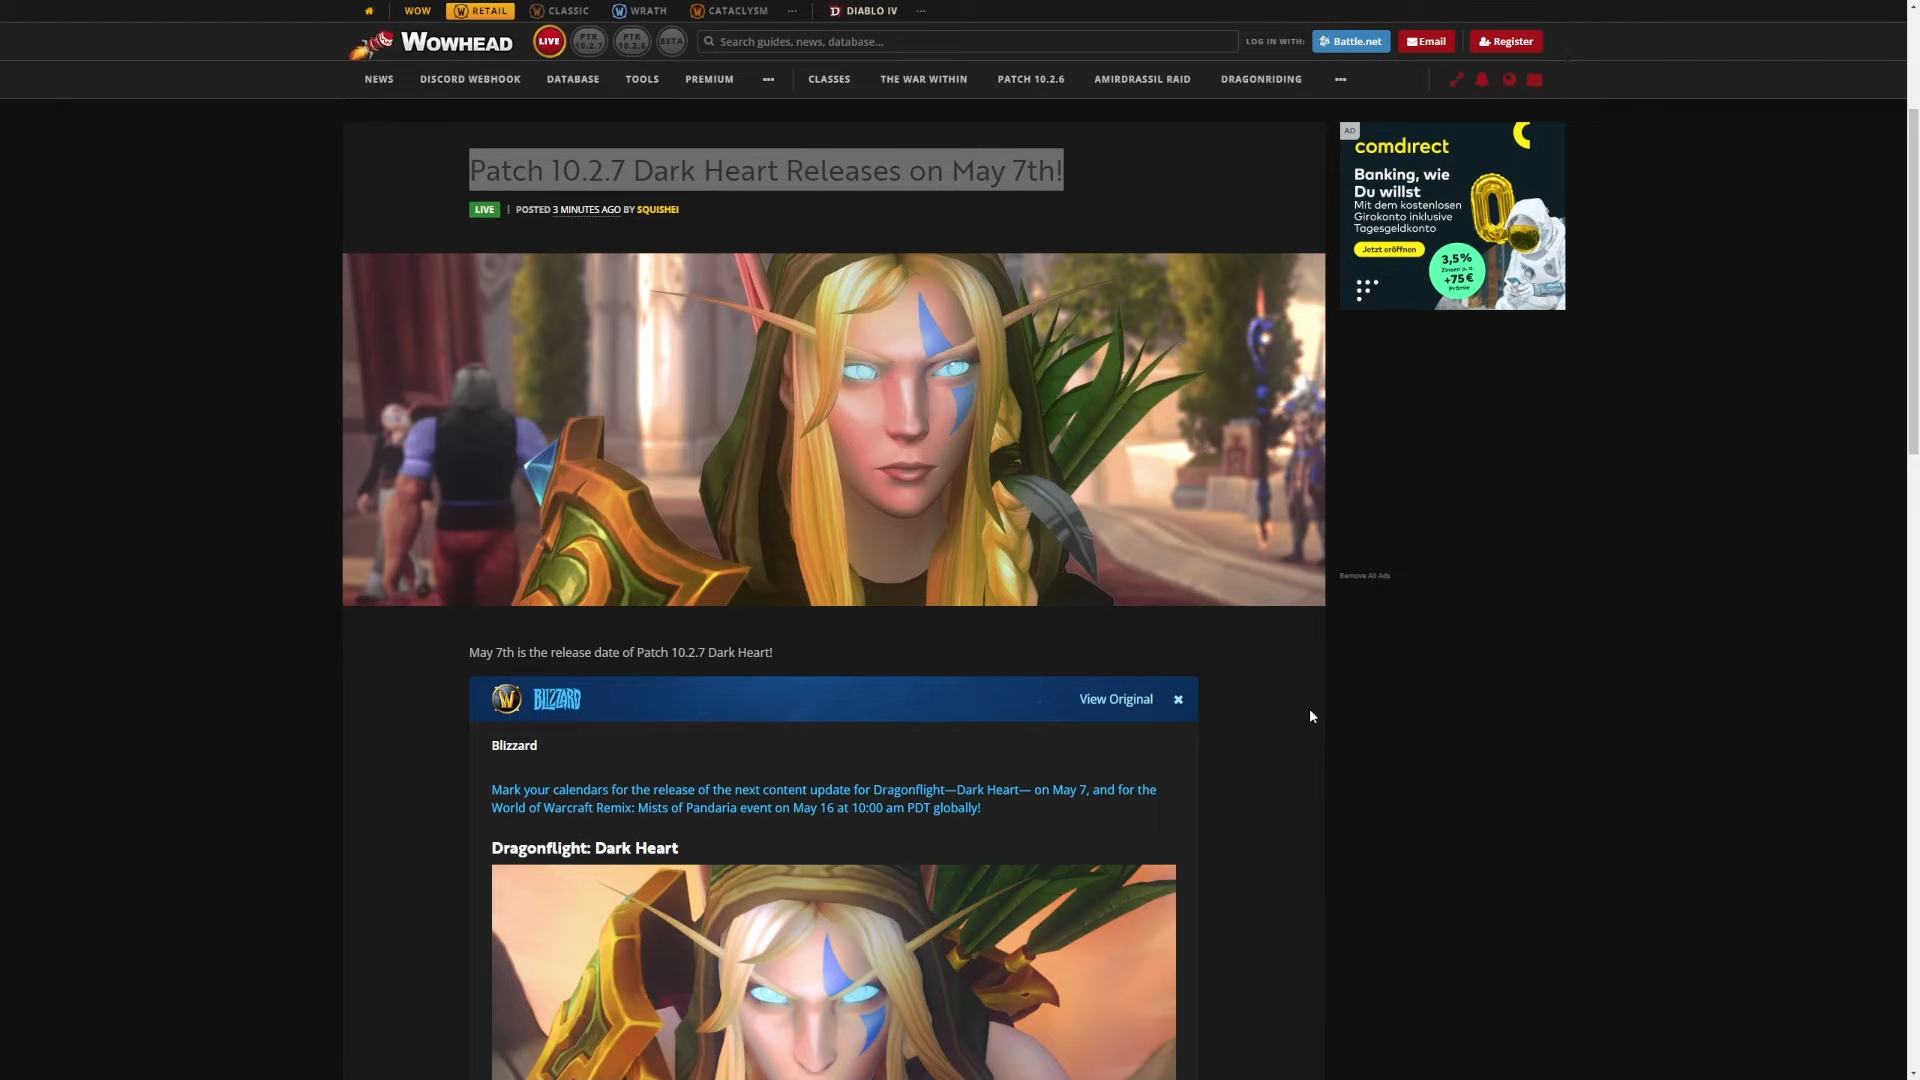 WOW
RETAIL
CLASSIC
WRATH
CATACLYSM
DIABLO IV
WOWHEAD
LIVE
PTR 10.2.7
PTR 10.2.6
BETA
Search guides, news, database...
LOG IN WITH:
Battle.net
Email
Register
NEWS
DISCORD WEBHOOK
DATABASE
TOOLS
PREMIUM
CLASSES
THE WAR WITHIN
PATCH 10.2.6
AMIRDRASSIL RAID
DRAGONRIDING
Patch 10.2.7 Dark Heart Releases on May 7th!
LIVE | POSTED 3 MINUTES AGO BY SQUISHEI
AD
comdirect
Banking, wie
Du willst
Mit dem kostenlosen
Girokonto inklusive
Tagesgeldkonto
Jetzt eröffnen
3,5%
Zinsen p. a.
+75€
Prämie
Remove All Ads
May 7th is the release date of Patch 10.2.7 Dark Heart!
BLIZZARD
View Original
Blizzard
Mark your calendars for the release of the next content update for Dragonflight—Dark Heart— on May 7, and for the
World of Warcraft Remix: Mists of Pandaria event on May 16 at 10:00 am PDT globally!
Dragonflight: Dark Heart